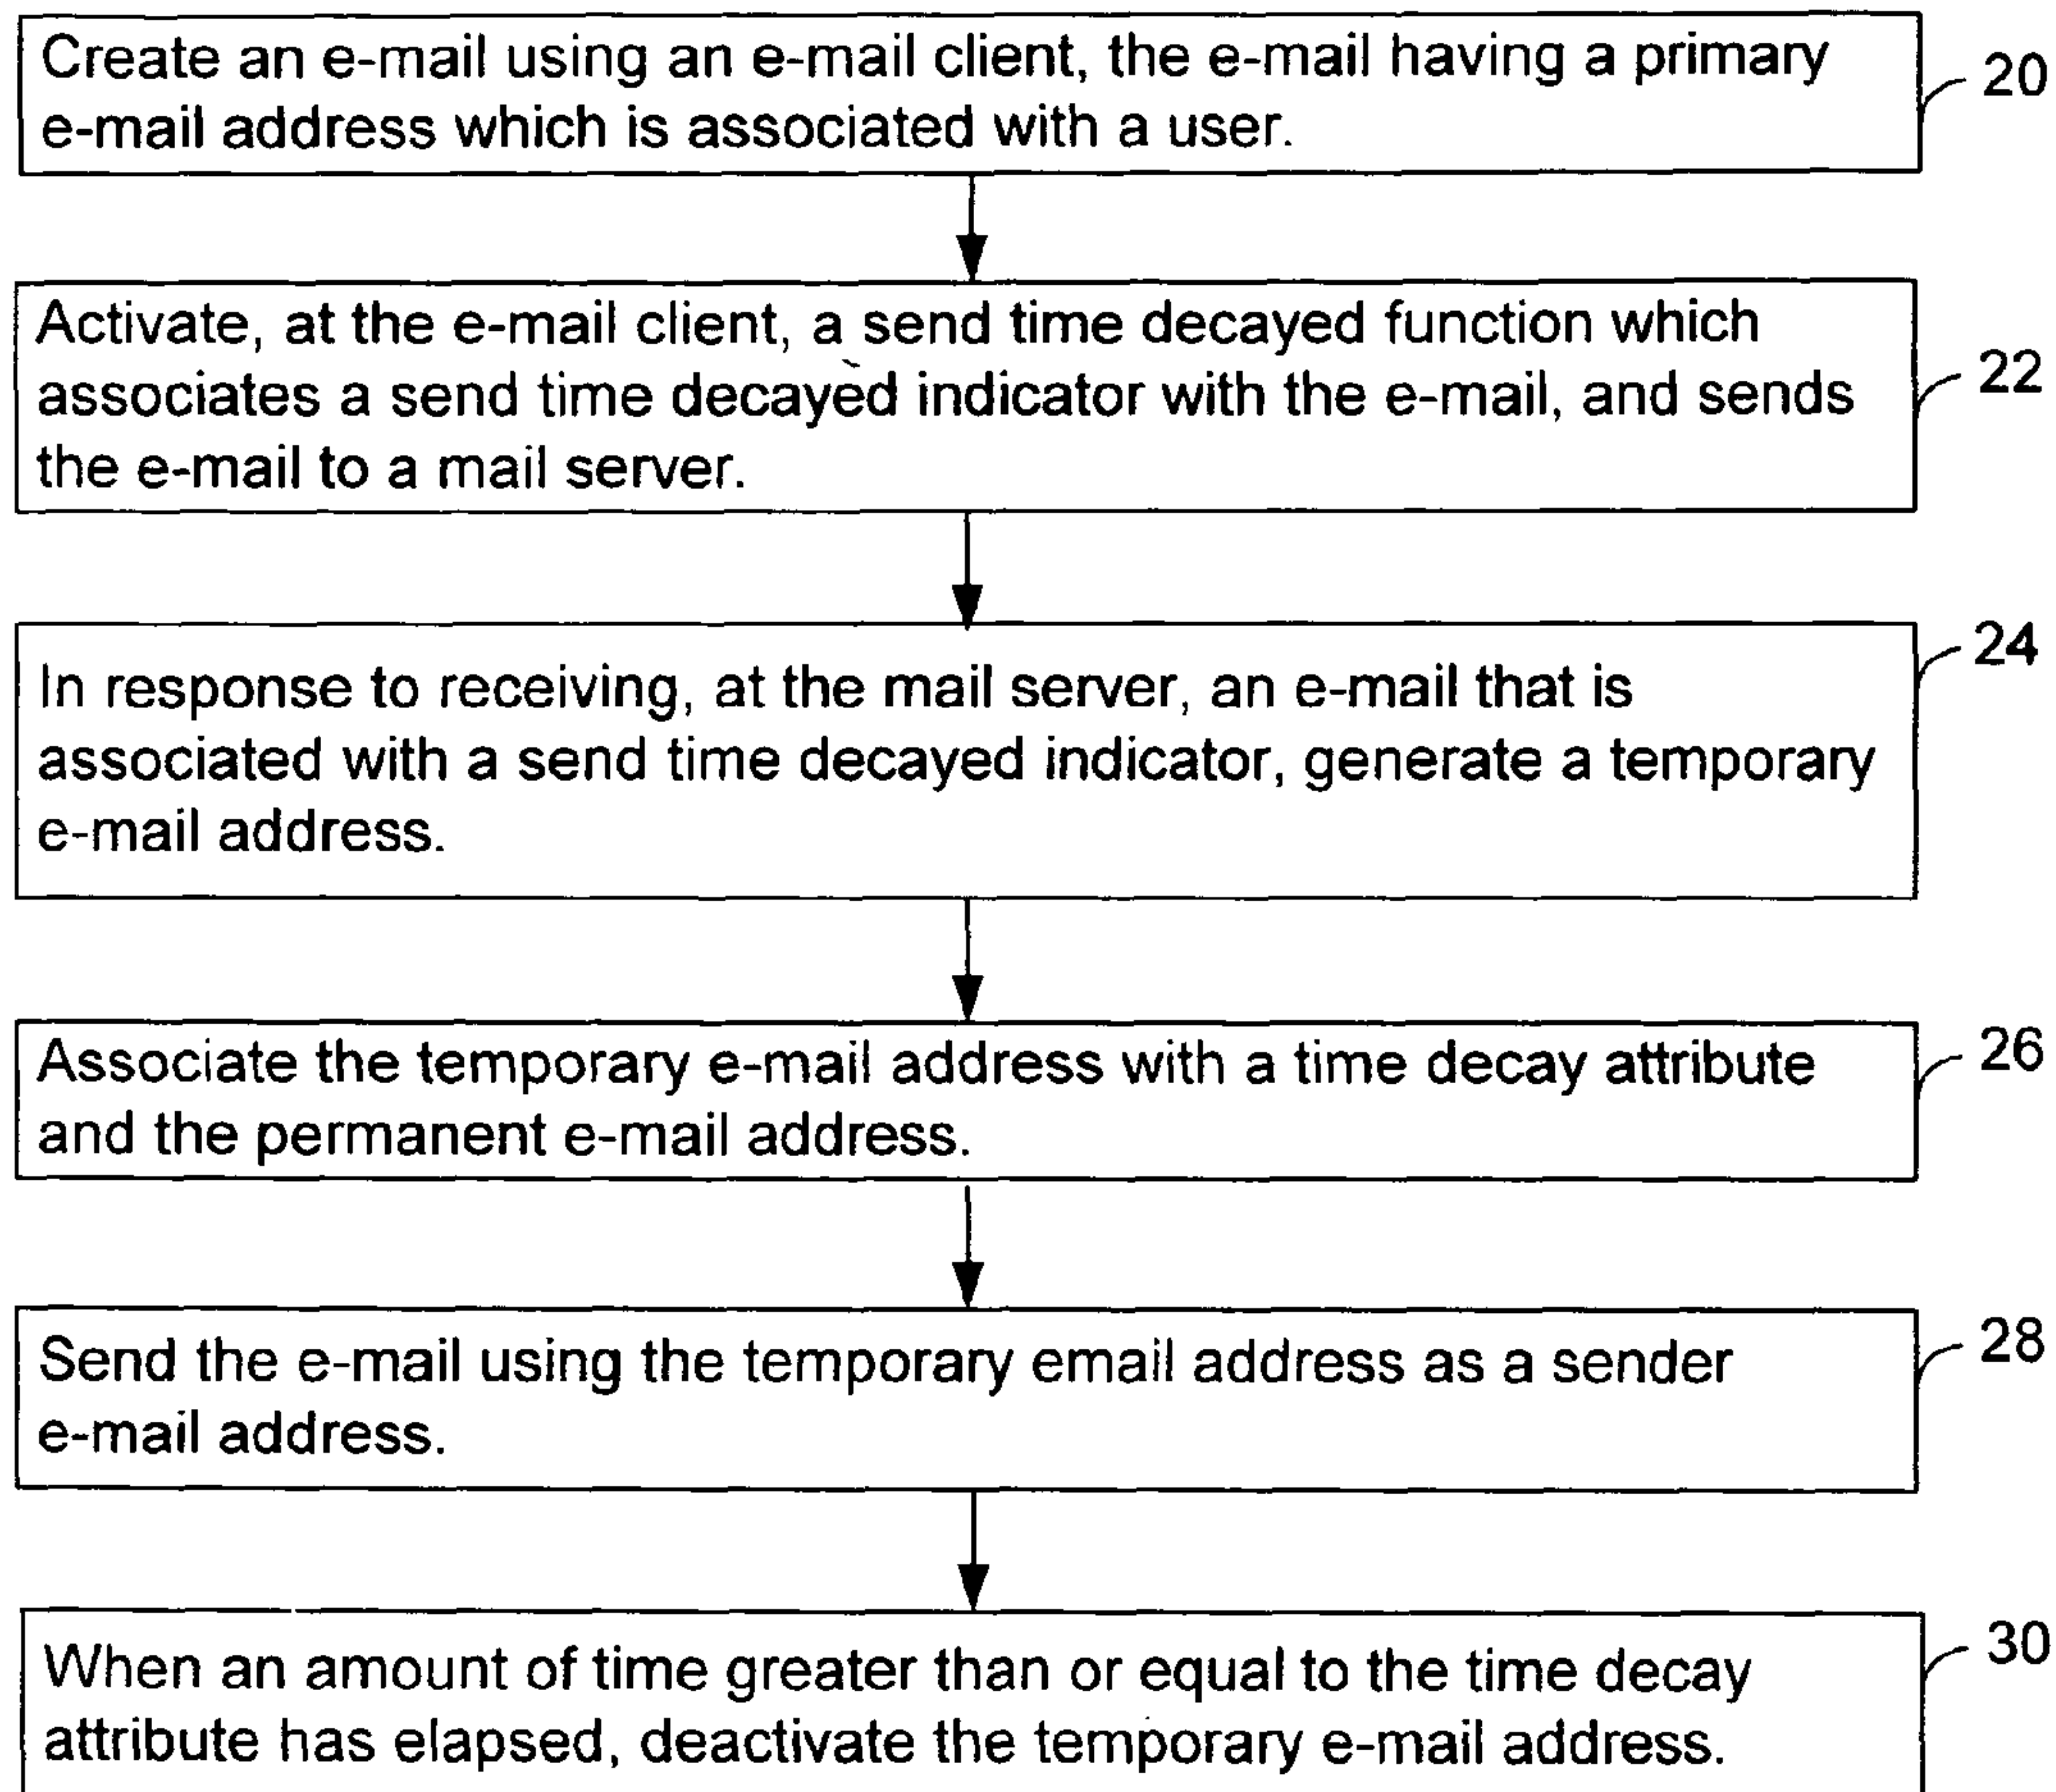 Create an e-mail using an e-mail client, the e-mail having a primary
e-mail address which is associated with a user.
20
Activate, at the e-mail client, a send time decayed function which
associates a send time decayed indicator with the e-mail, and sends
the e-mail to a mail server.
22
In response to receiving, at the mail server, an e-mail that is
associated with a send time decayed indicator, generate a temporary
e-mail address.
24
Associate the temporary e-mail address with a time decay attribute
and the permanent e-mail address.
26
Send the e-mail using the temporary email address as a sender
e-mail address.
28
When an amount of time greater than or equal to the time decay
attribute has elapsed, deactivate the temporary e-mail address.
30